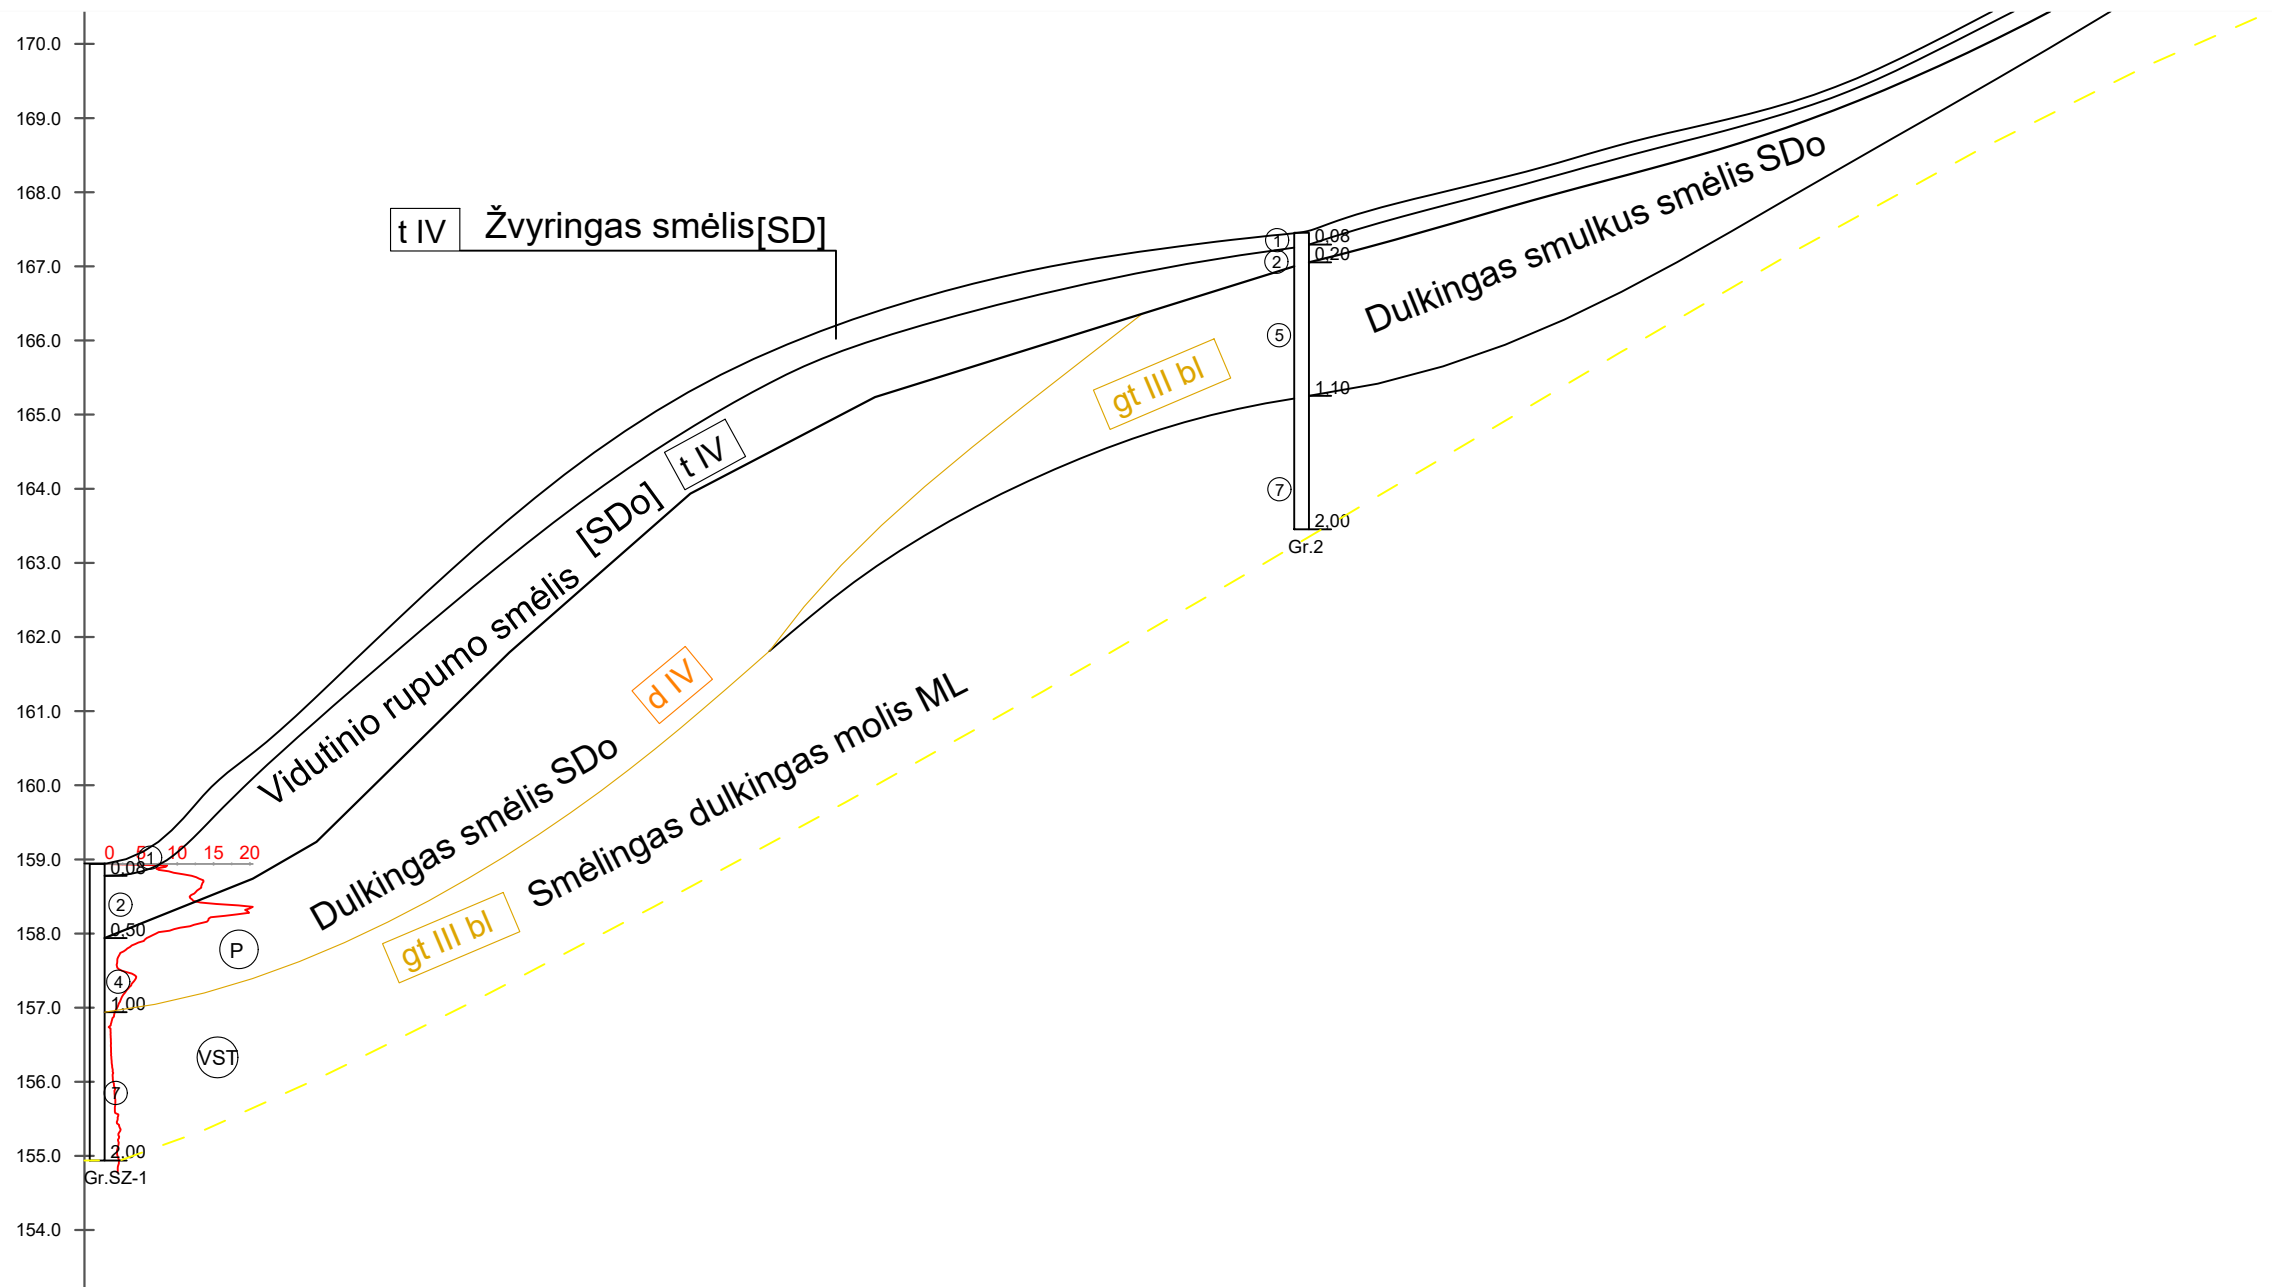 170.0
169.0
168.0
167.0
166.0
165.0
164.0
163.0
162.0
161.0
160.0
159.0
158.0
157.0
156.0
155.0
154.0
t IV Žvyringas smėlis [SD]
Dulkingas smulkus smėlis SDo
1 0,08
2 0,20
5
gt III bl
1,10
7
2,00
Gr.2
t IV
Vidutinio rupumo smėlis [SDo]
d IV
Dulkingas smėlis SDo
Smėlingas dulkingas molis ML
gt III bl
0 5 10 15 20
1
0,08
2
0,50
P
4
1,00
VST
7
2,00
Gr.SZ-1